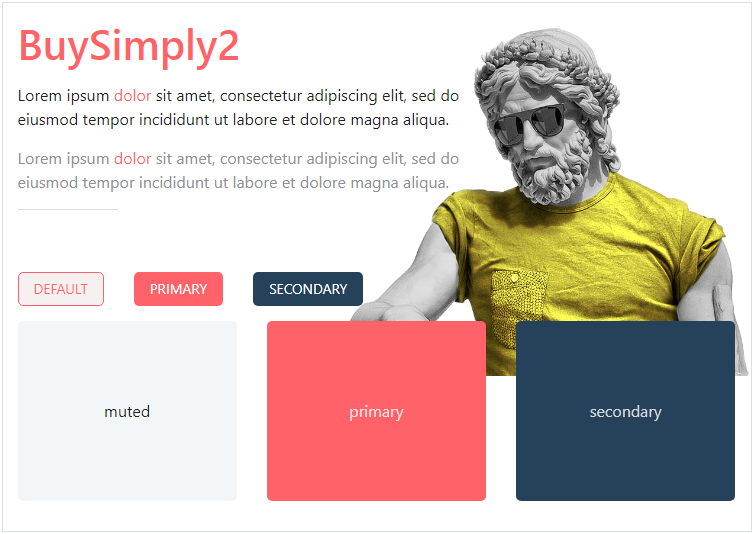 BuySimply2
Lorem ipsum dolor sit amet, consectetur adipiscing elit, sed do
eiusmod tempor incididunt ut labore et dolore magna aliqua.
Lorem ipsum dolor sit amet, consectetur adipiscing elit, sed do
eiusmod tempor incididunt ut labore et dolore magna aliqua.
DEFAULT PRIMARY SECONDARY
muted primary secondary